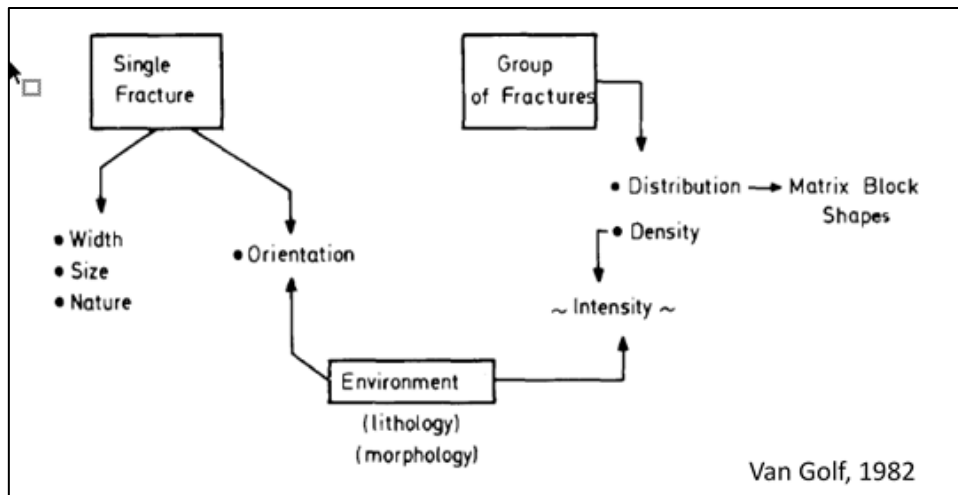 Single
Fracture
Group
of Fractures
• Distribution
Matrix Block
Shapes
• Density
• Width
• Size
• Nature
• Orientation
~ Intensity ~
Environment
(lithology)
(morphology)
Van Golf, 1982